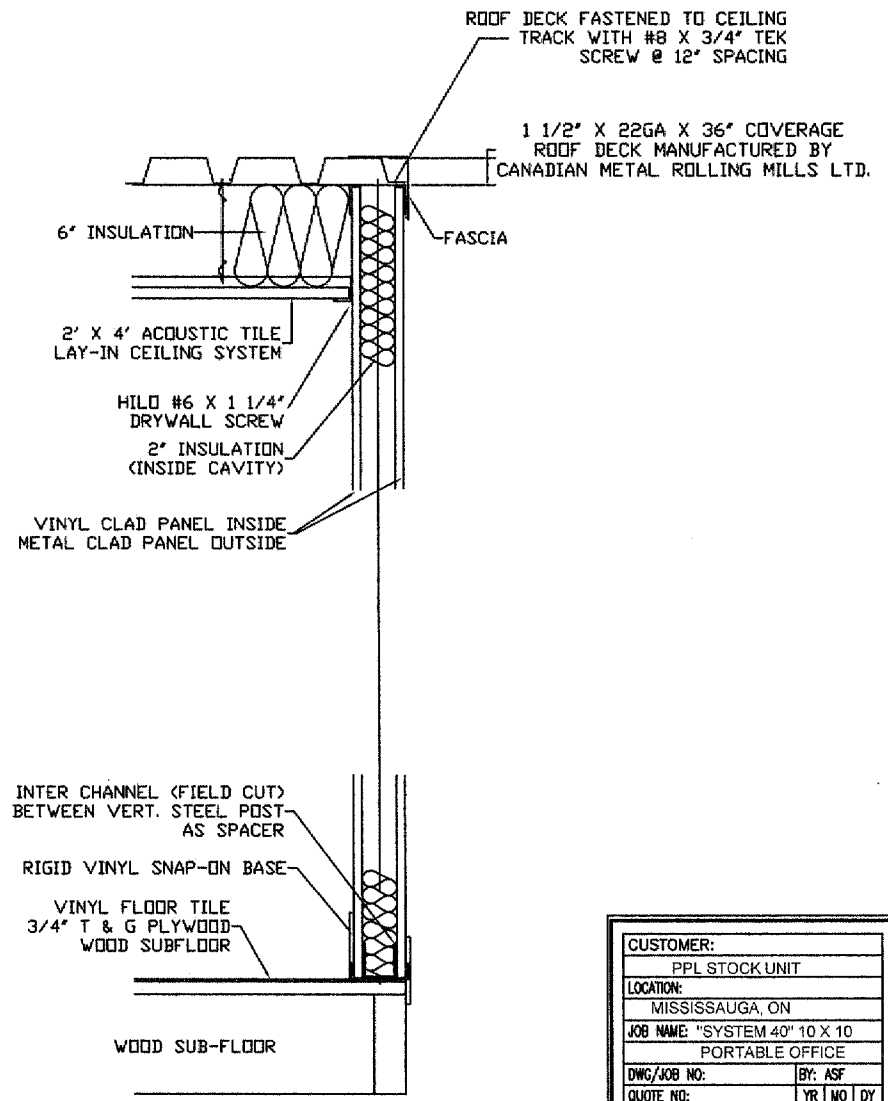 ROOF DECK FASTENED TO CEILING
TRACK WITH #8 X 3/4" TEK
SCREW @ 12" SPACING
1 1/2" X 22GA X 36" COVERAGE
ROOF DECK MANUFACTURED BY
CANADIAN METAL ROLLING MILLS LTD.
6" INSULATION
FASCIA
2' X 4' ACOUSTIC TILE
LAY-IN CEILING SYSTEM
HILO #6 X 1 1/4"
DRYWALL SCREW
2" INSULATION
(INSIDE CAVITY)
VINYL CLAD PANEL INSIDE
METAL CLAD PANEL OUTSIDE
INTER CHANNEL (FIELD CUT)
BETWEEN VERT. STEEL POST
AS SPACER
RIGID VINYL SNAP-ON BASE
VINYL FLOOR TILE
3/4" T & G PLYWOOD
WOOD SUBFLOOR
WOOD SUB-FLOOR
CUSTOMER:
PPL STOCK UNIT
LOCATION:
MISSISSAUGA, ON
JOB NAME: "SYSTEM 40" 10 X 10
PORTABLE OFFICE
DWG/JOB NO: BY: ASF
QUOTE NO: YR MO DY